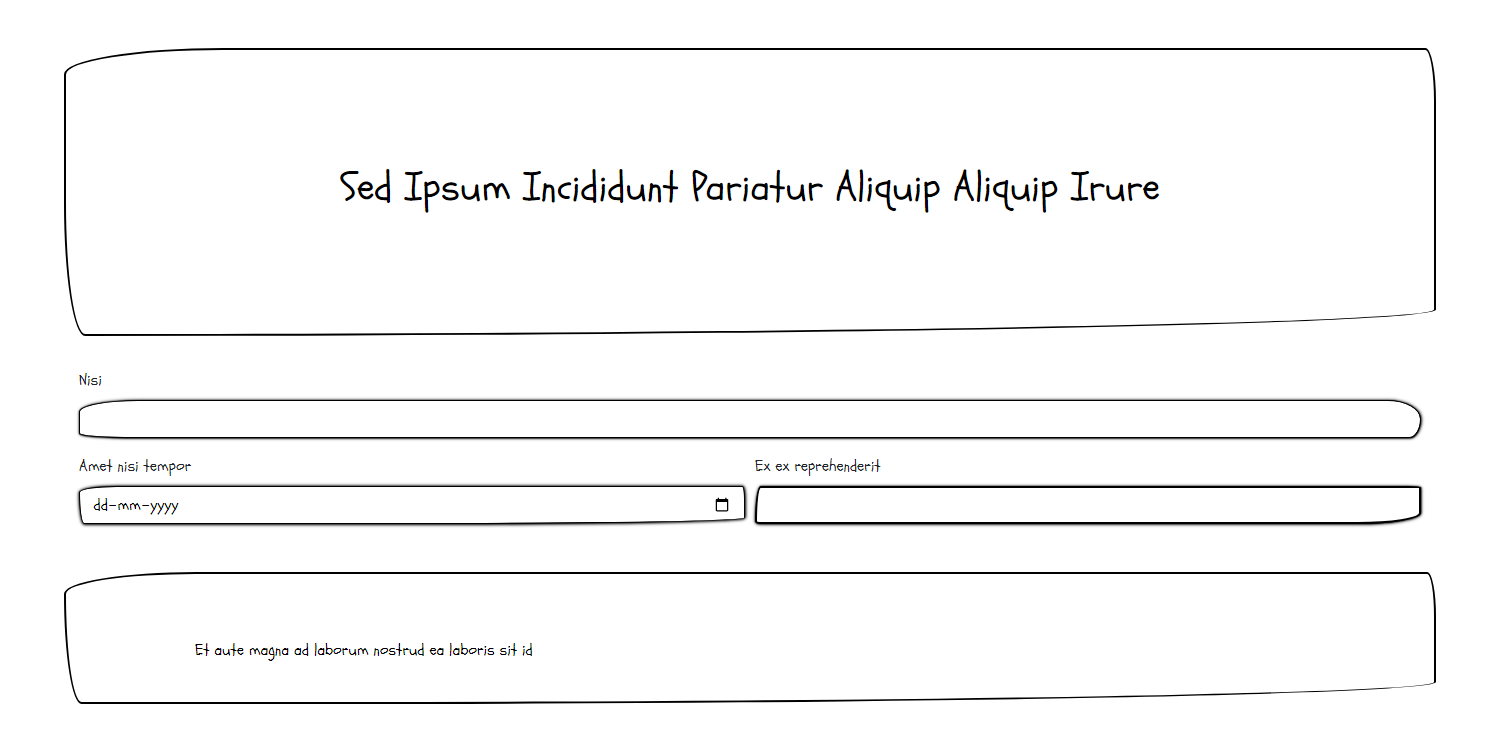 Sed Ipsum Incididunt Pariatur Aliquip Aliquip Irure
Nisi
Amet nisi tempor
Ex ex reprehenderit
dd-mm-yyyy
Et aute magna ad laborum nostrud ea laboris sit id